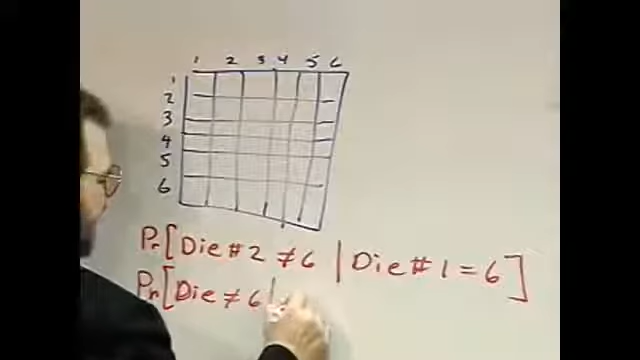 1 2 3 4 5 6
1
2
3
4
5
6
Pr[Die#2 ≠ 6 | Die#1 = 6]
Pr[Die ≠ 6 |